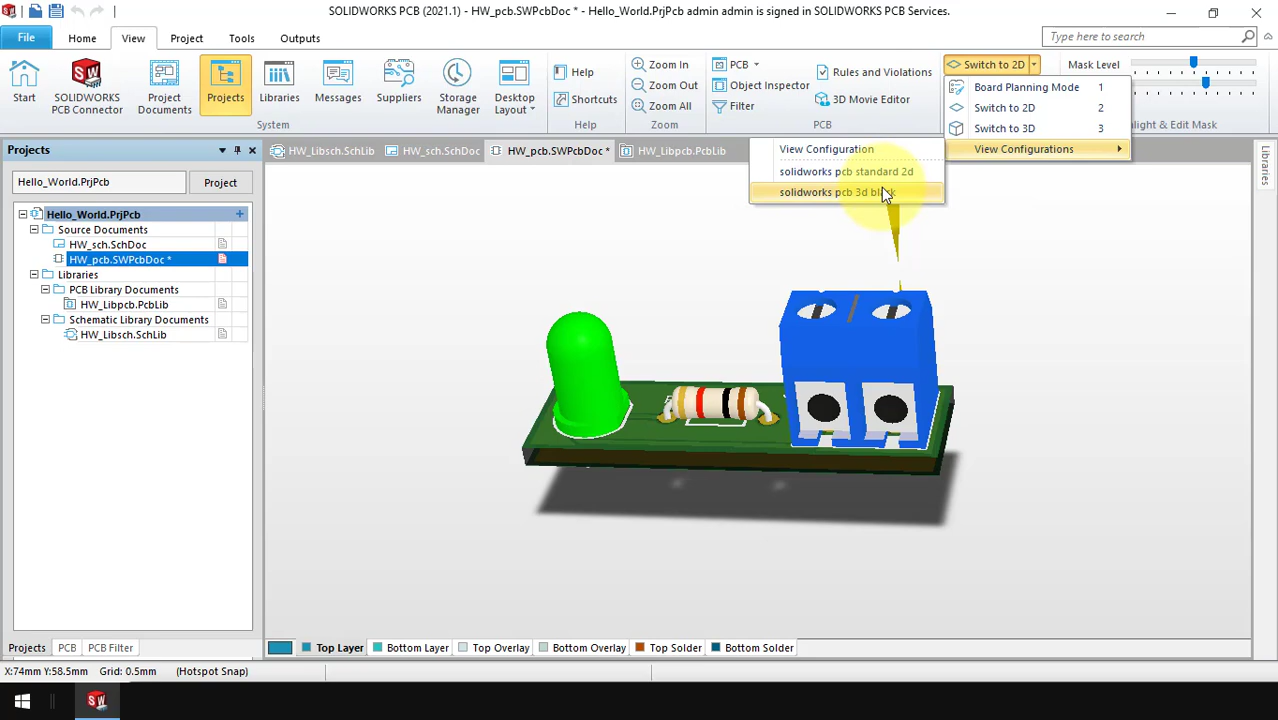 SOLIDWORKS PCB (2021.1) - HW_pcb.SWPcbDoc * - Hello_World.PrjPcb admin admin is signed in SOLIDWORKS PCB Services.
File Home View Project Tools Outputs
Type here to search
Start
SOLIDWORKS PCB Connector
Project Documents
Projects
Libraries
Messages
Suppliers
Storage Manager
Desktop Layout
System
Help
Shortcuts
Help
Zoom In
Zoom Out
Zoom All
Zoom
PCB
Object Inspector
Filter
Rules and Violations
3D Movie Editor
PCB
Switch to 2D
Mask Level
Board Planning Mode 1
Switch to 2D 2
Switch to 3D 3
View Configurations
light & Edit Mask
View Configuration
solidworks pcb standard 2d
solidworks pcb 3d black
Projects
HW_Libsch.SchLib HW_sch.SchDoc HW_pcb.SWPcbDoc * HW_Libpcb.PcbLib
Libraries
Hello_World.PrjPcb Project
Hello_World.PrjPcb
Source Documents
HW_sch.SchDoc
HW_pcb.SWPcbDoc *
Libraries
PCB Library Documents
HW_Libpcb.PcbLib
Schematic Library Documents
HW_Libsch.SchLib
Projects PCB PCB Filter
Top Layer Bottom Layer Top Overlay Bottom Overlay Top Solder Bottom Solder
X:74mm Y:58.5mm Grid: 0.5mm (Hotspot Snap)
SW